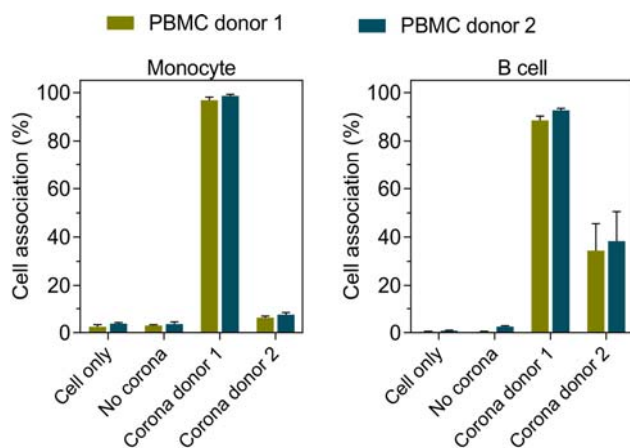 PBMC donor 1
PBMC donor 2
Monocyte
Cell association (%)
100
80
60
40
20
0
Cell only
No corona
Corona donor 1
Corona donor 2
B cell
Cell association (%)
100
80
60
40
20
0
Cell only
No corona
Corona donor 1
Corona donor 2